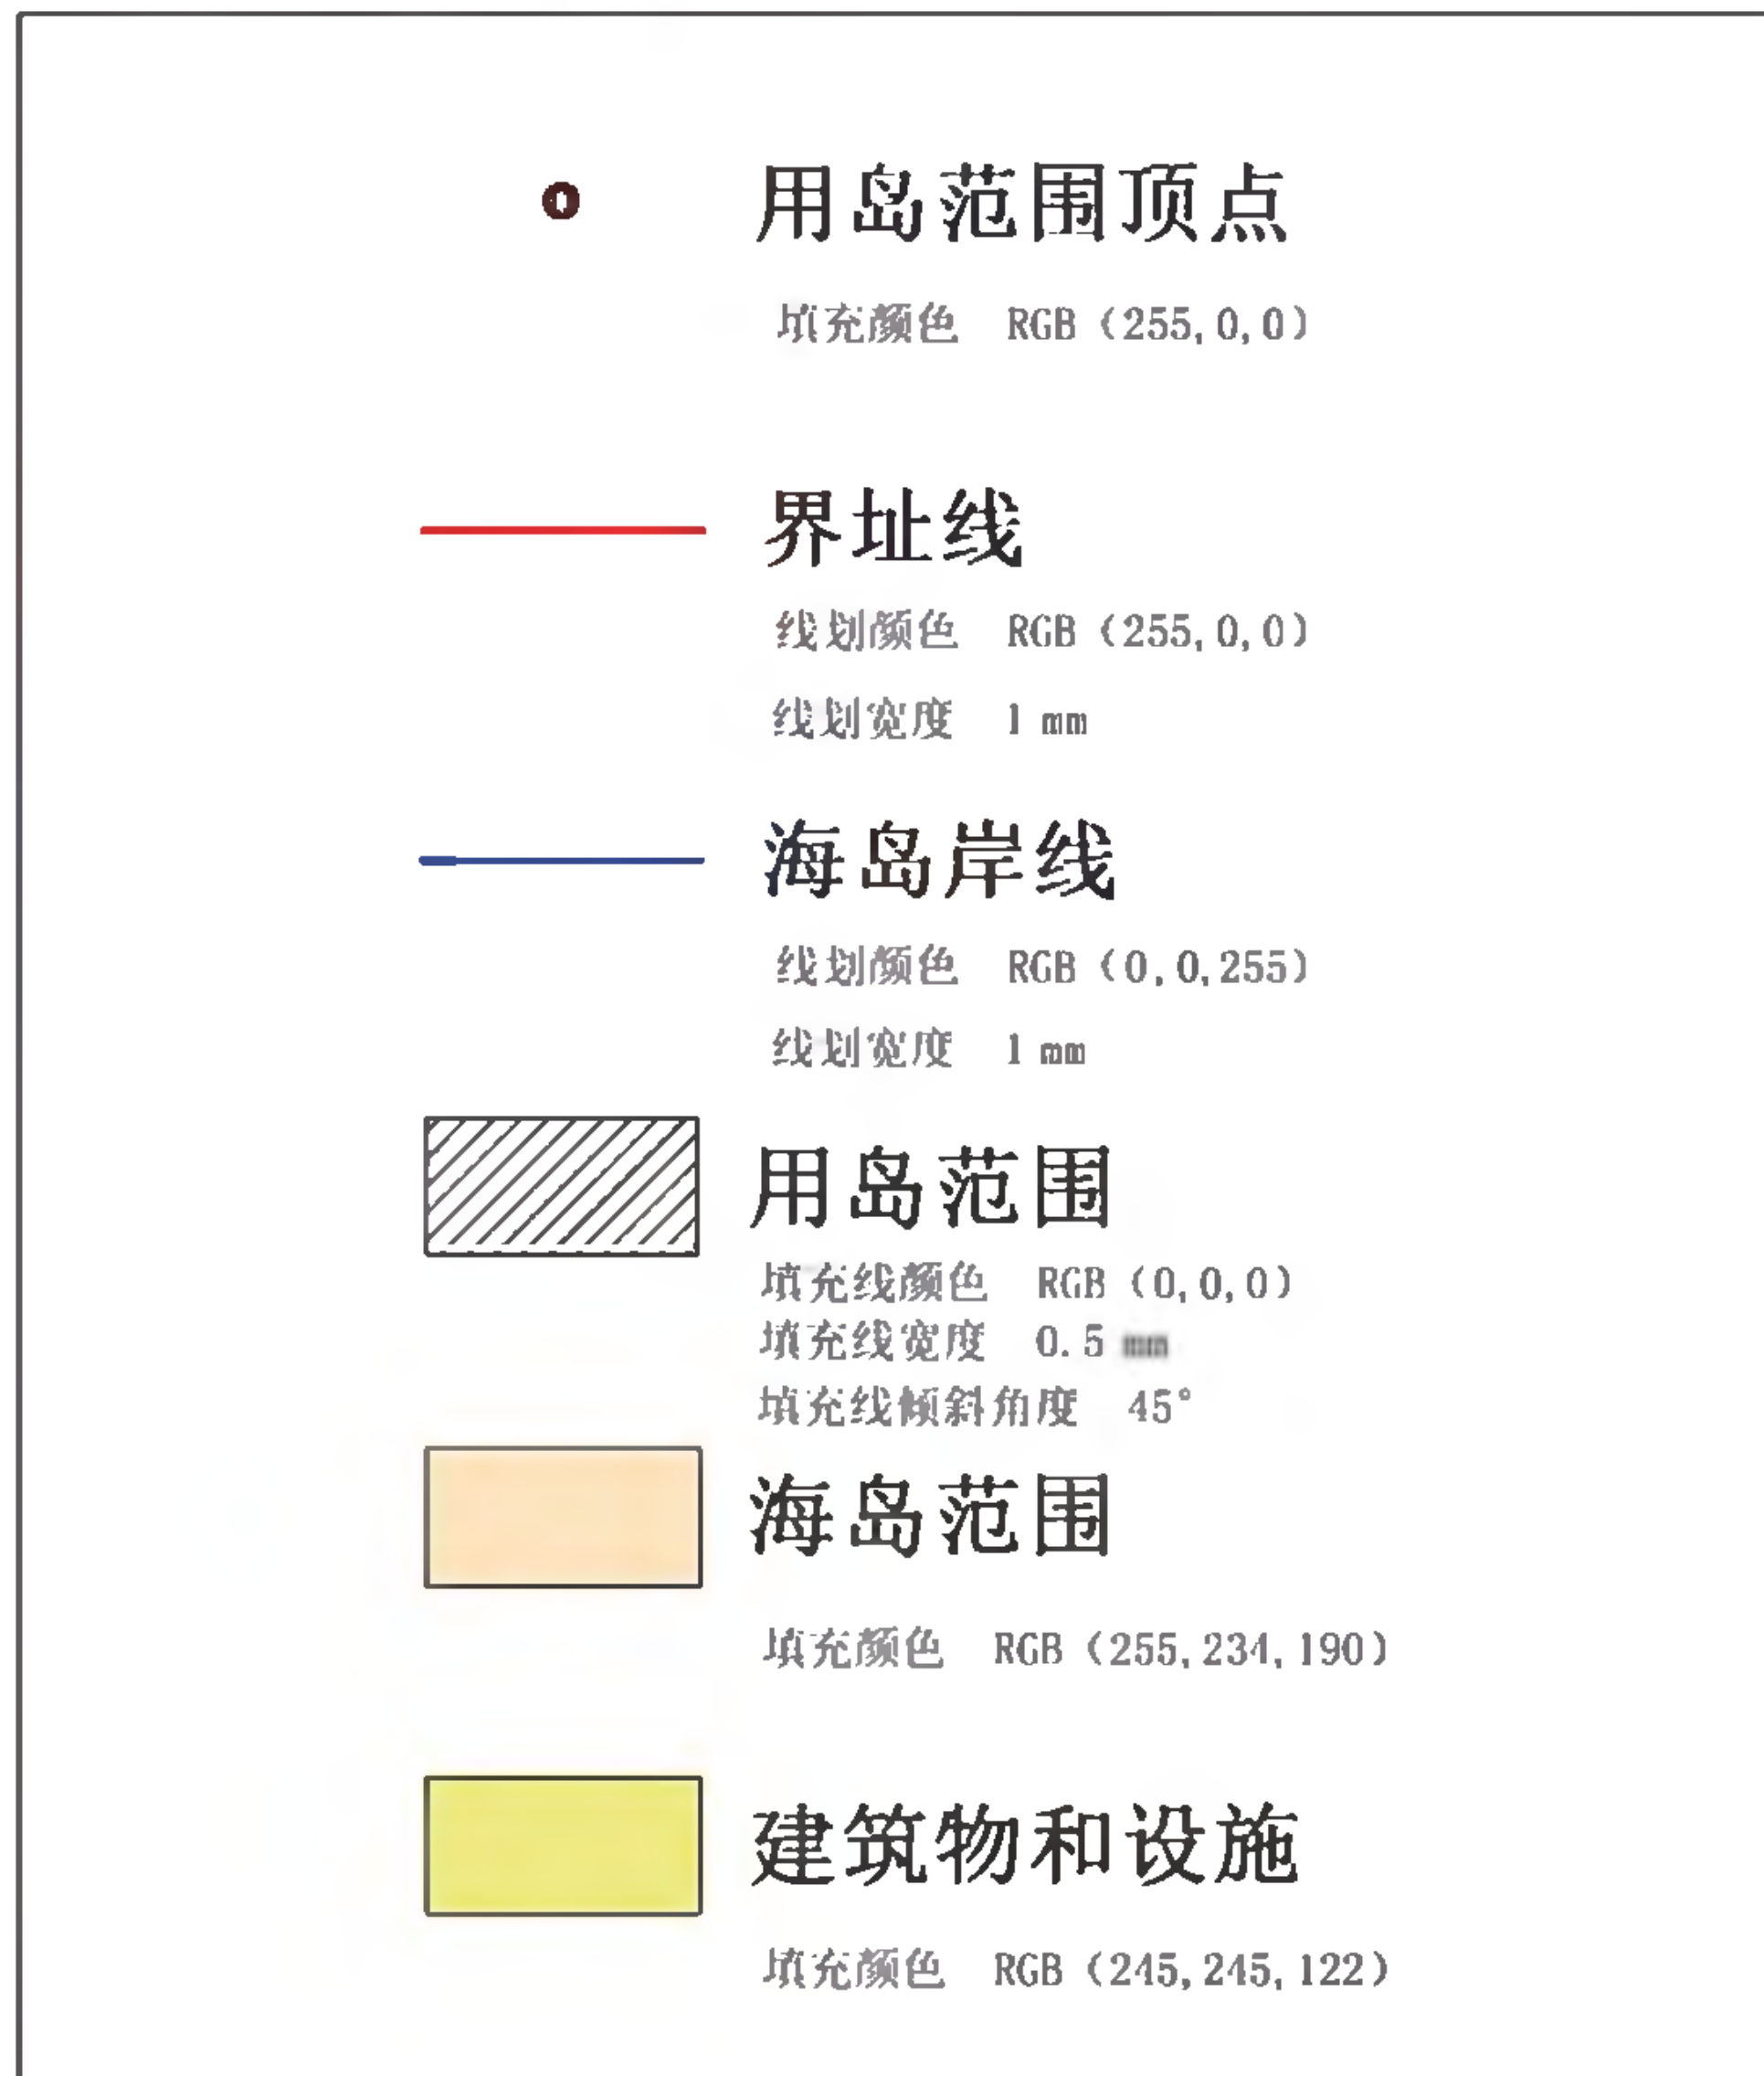 用岛范围顶点
填充颜色 RGB（255,0,0）
界址线
线划颜色 RGB（255,0,0）
线划宽度 1 mm
海岛岸线
线划颜色 RGB（0,0,255）
线划宽度 1 mm
用岛范围
填充线颜色 RGB（0,0,0）
填充线宽度 0.5 mm
填充线倾斜角度 45°
海岛范围
填充颜色 RGB（255,234,190）
建筑物和设施
填充颜色 RGB（245,245,122）